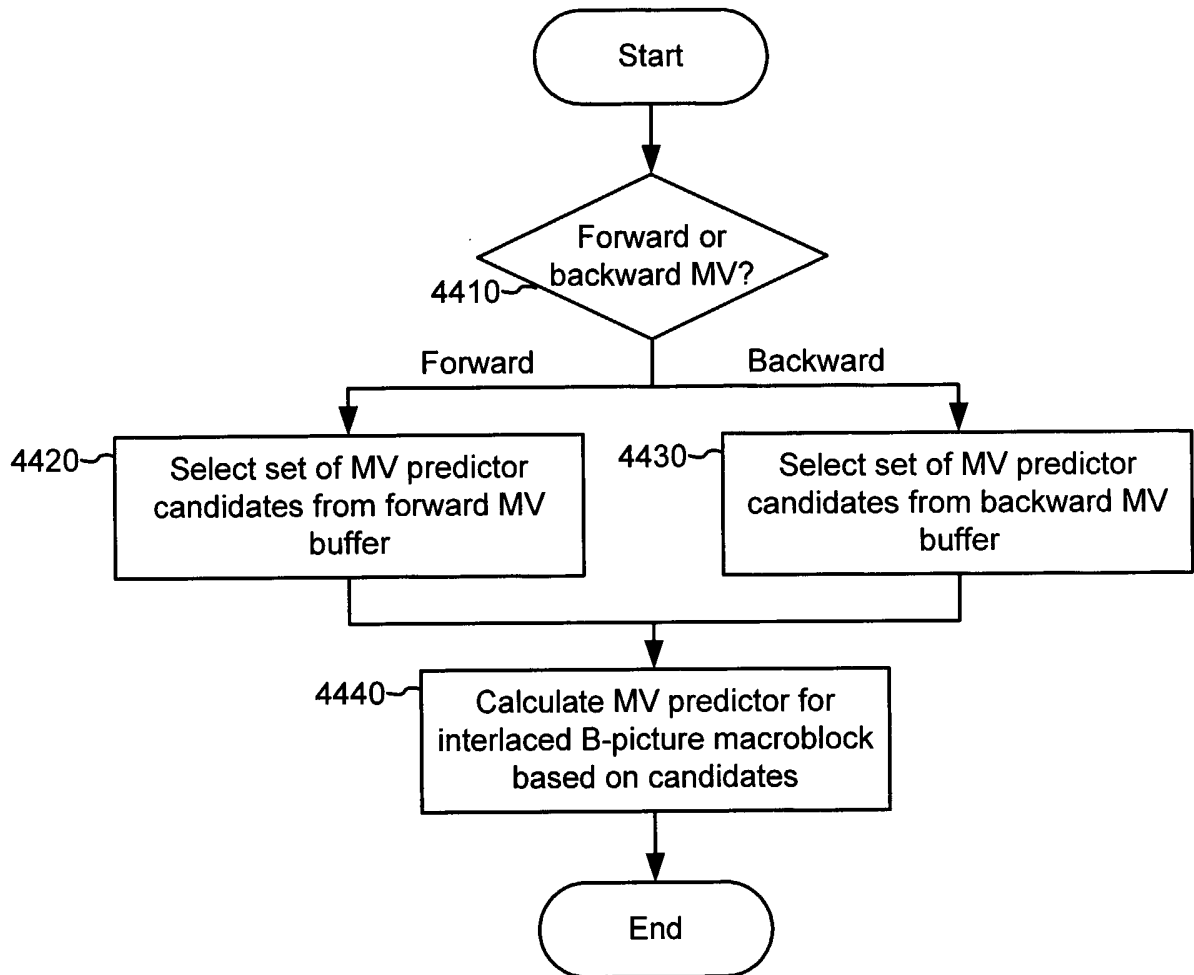 Start
Forward or
backward MV?
4410
Forward
Backward
4420
Select set of MV predictor
candidates from forward MV
buffer
4430
Select set of MV predictor
candidates from backward MV
buffer
4440
Calculate MV predictor for
interlaced B-picture macroblock
based on candidates
End